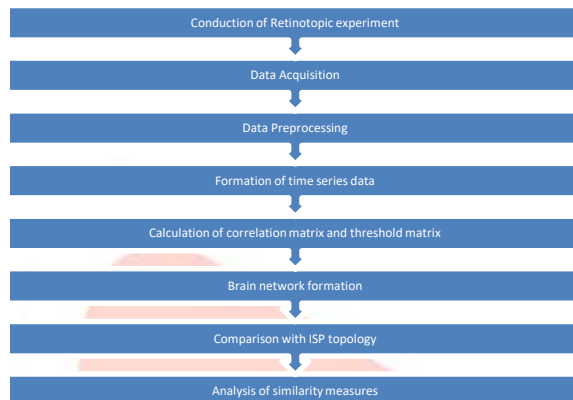 Conduction of Retinotopic experiment
Data Acquisition
Data Preprocessing
Formation of time series data
Calculation of correlation matrix and threshold matrix
Brain network formation
Comparison with ISP topology
Analysis of similarity measures